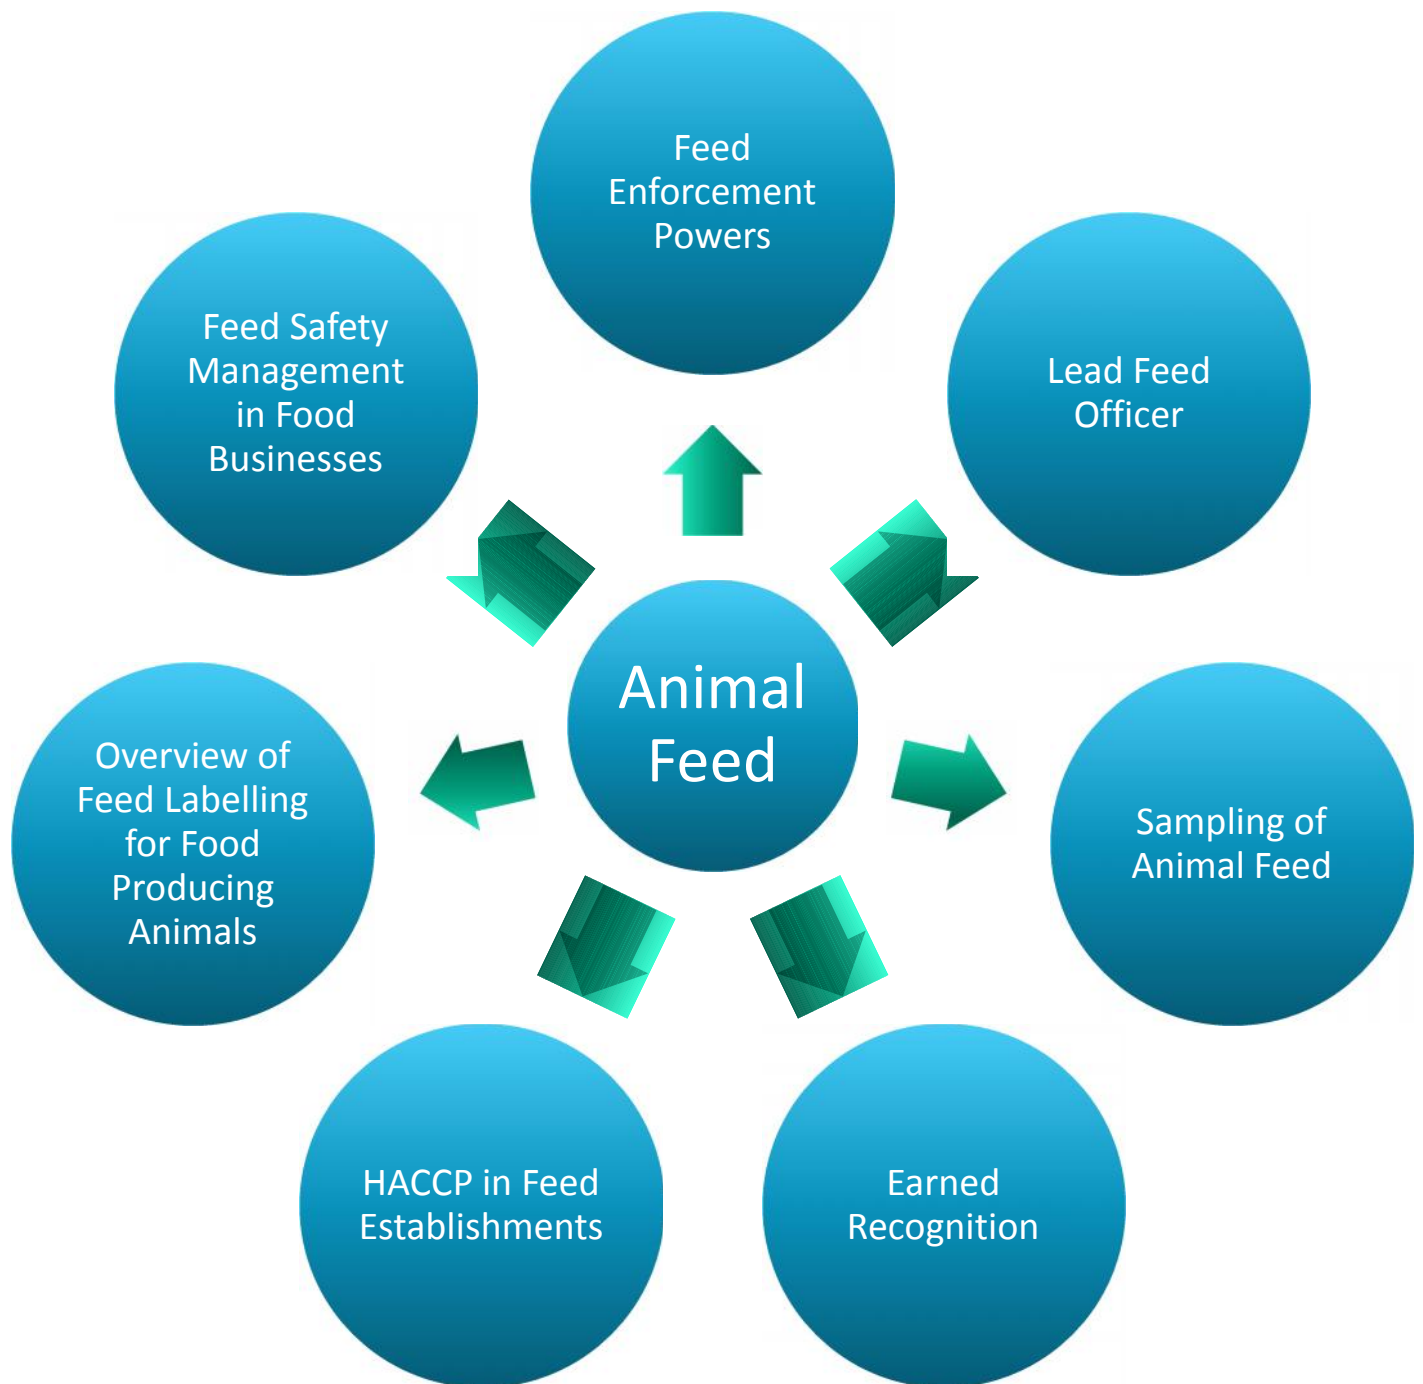 Feed
Enforcement
Powers
Feed Safety
Management
in Food
Businesses
Lead Feed
Officer
Animal
Feed
Overview of
Feed Labelling
for Food
Producing
Animals
Sampling of
Animal Feed
HACCP in Feed
Establishments
Earned
Recognition